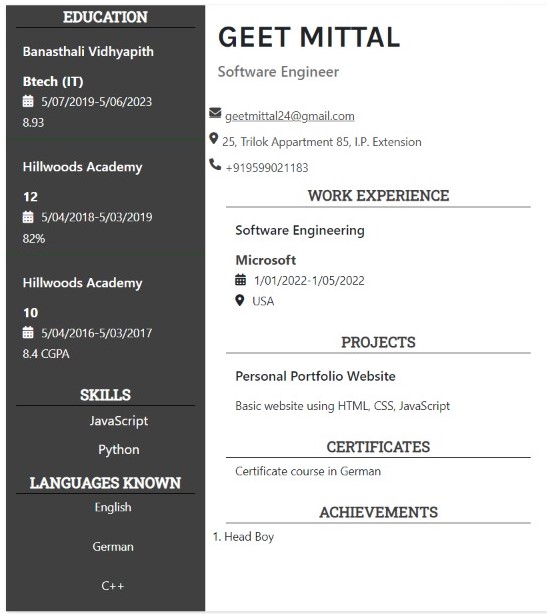 EDUCATION
Banasthali Vidhyapith
Btech (IT)
5/07/2019-5/06/2023
8.93
Hillwoods Academy
12
5/04/2018-5/03/2019
82%
Hillwoods Academy
10
5/04/2016-5/03/2017
8.4 CGPA
SKILLS
JavaScript
Python
LANGUAGES KNOWN
English
German
C++
GEET MITTAL
Software Engineer
geetmittal24@gmail.com
25, Trilok Appartment 85, I.P. Extension
+919599021183
WORK EXPERIENCE
Software Engineering
Microsoft
1/01/2022-1/05/2022
USA
PROJECTS
Personal Portfolio Website
Basic website using HTML, CSS, JavaScript
CERTIFICATES
Certificate course in German
ACHIEVEMENTS
1. Head Boy